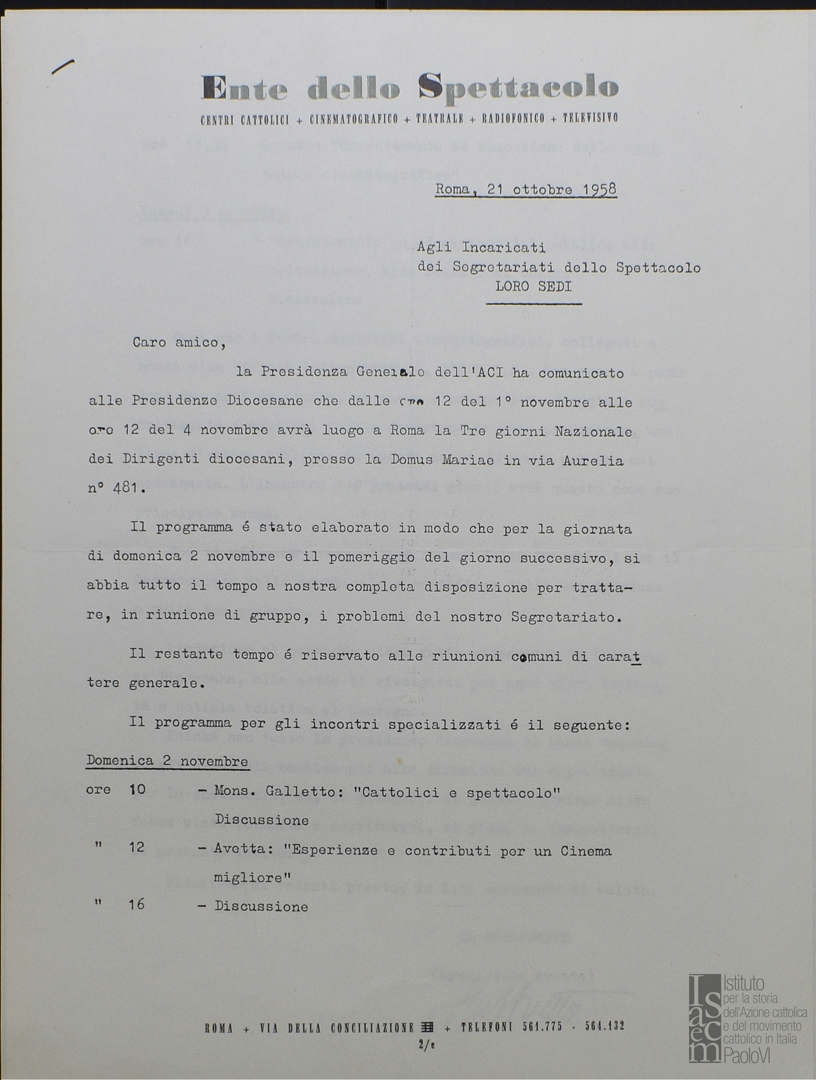 Ente dello Spettacolo
CENTRI CATTOLICI + CINEMATOGRAFICO + TEATRALE + RADIOFONICO + TELEVISIVO
Roma, 21 ottobre 1958
Agli Incaricati
dei Segretariati dello Spettacolo
LORO SEDI
Caro amico,
la Presidenza Generale dell'ACI ha comunicato
alle Presidenze Diocesane che dalle ore 12 del 1° novembre alle
ore 12 del 4 novembre avrà luogo a Roma la Tre giorni Nazionale
dei Dirigenti diocesani, presso la Domus Mariae in via Aurelia
n° 481.
Il programma é stato elaborato in modo che per la giornata
di domenica 2 novembre e il pomeriggio del giorno successivo, si
abbia tutto il tempo a nostra completa disposizione per tratta-
re, in riunione di gruppo, i problemi del nostro Segretariato.
Il restante tempo é riservato alle riunioni comuni di carat
tere generale.
Il programma per gli incontri specializzati é il seguente:
Domenica 2 novembre
ore 10 - Mons. Galletto: "Cattolici e spettacolo"
Discussione
" 12 - Avetta: "Esperienze e contributi per un Cinema
migliore"
" 16 - Discussione
ROMA + VIA DELLA CONCILIAZIONE + TELEFONI 561.775 - 564.132
2/e
Isacem
Istituto
per la storia
dell'Azione cattolica
e del movimento
cattolico in Italia
PaoloVI